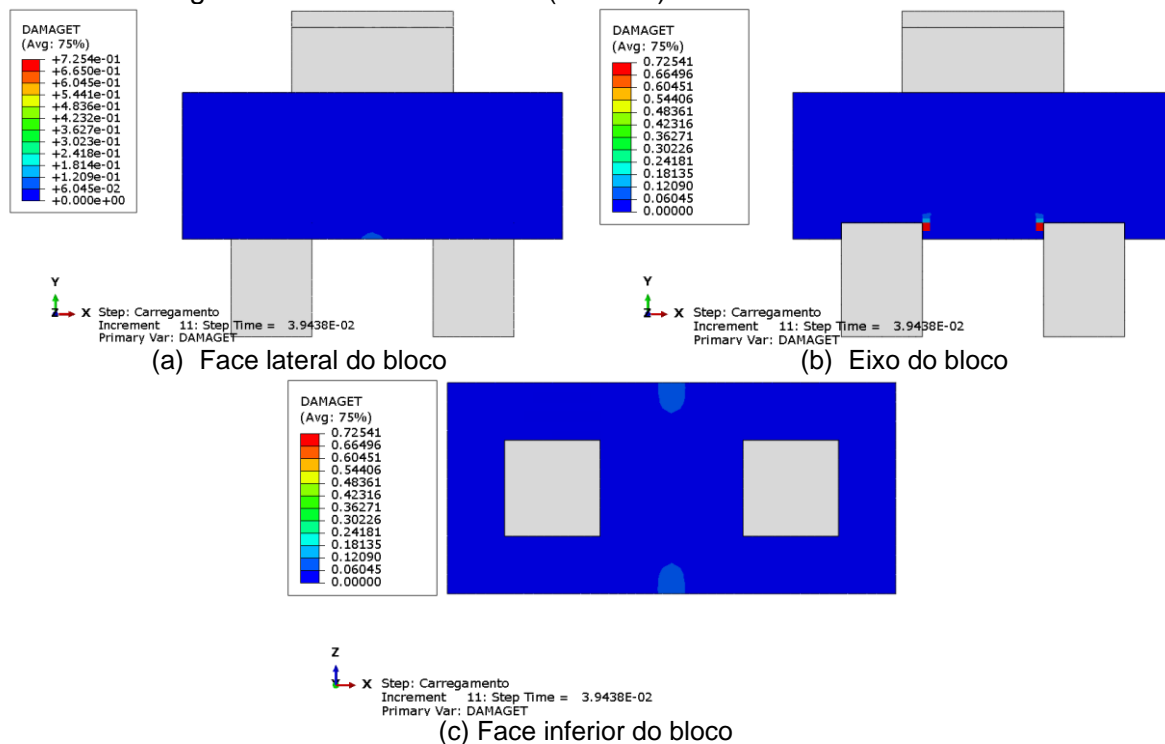 DAMAGET
(Avg: 75%)
+7.254e-01
+6.650e-01
+6.045e-01
+5.441e-01
+4.836e-01
+4.232e-01
+3.627e-01
+3.023e-01
+2.418e-01
+1.814e-01
+1.209e-01
+6.045e-02
+0.000e+00
Y
Z X
Step: Carregamento
Increment 11: Step Time = 3.9438E-02
Primary Var: DAMAGET
(a) Face lateral do bloco
DAMAGET
(Avg: 75%)
0.72541
0.66496
0.60451
0.54406
0.48361
0.42316
0.36271
0.30226
0.24181
0.18135
0.12090
0.06045
0.00000
Y
Z X
Step: Carregamento
Increment 11: Step Time = 3.9438E-02
Primary Var: DAMAGET
(b) Eixo do bloco
DAMAGET
(Avg: 75%)
0.72541
0.66496
0.60451
0.54406
0.48361
0.42316
0.36271
0.30226
0.24181
0.18135
0.12090
0.06045
0.00000
Z
Y X
Step: Carregamento
Increment 11: Step Time = 3.9438E-02
Primary Var: DAMAGET
(c) Face inferior do bloco